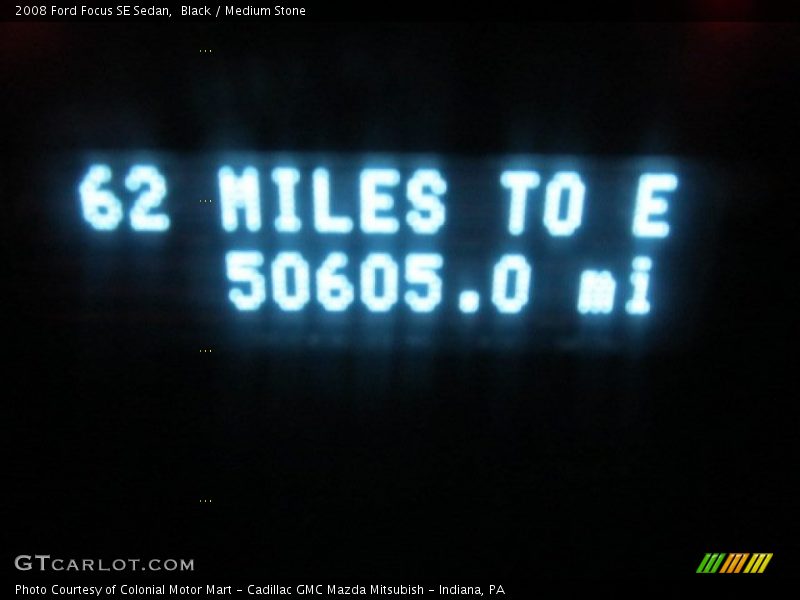 2008 Ford Focus SE Sedan,  Black / Medium Stone
62 MILES TO E
50605.0 mi
GTCARLOT.COM
Photo Courtesy of Colonial Motor Mart - Cadillac GMC Mazda Mitsubish - Indiana, PA